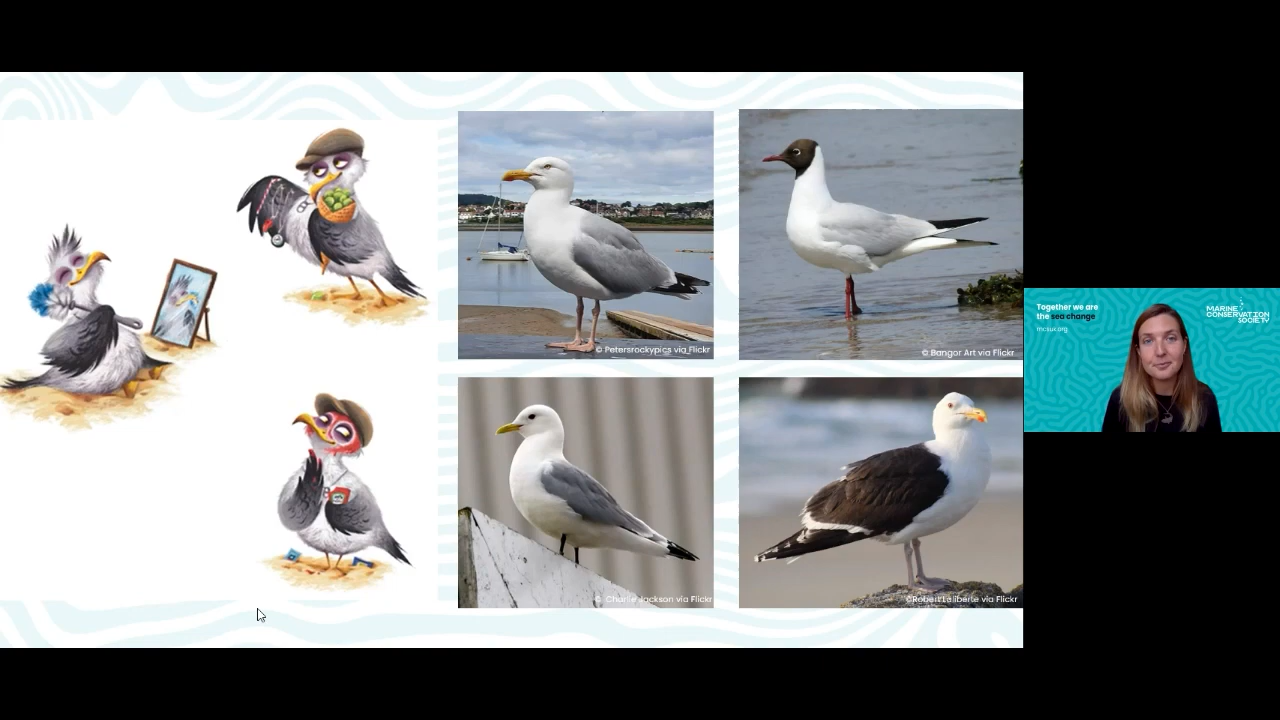 © Petersrockypics via Flickr
© Bangor Art via Flickr
© Charlie Jackson via Flickr
©Robert Laliberte via Flickr
Together we are
the sea change
mcsuk.org
MARINE
CONSERVATION
SOCIETY